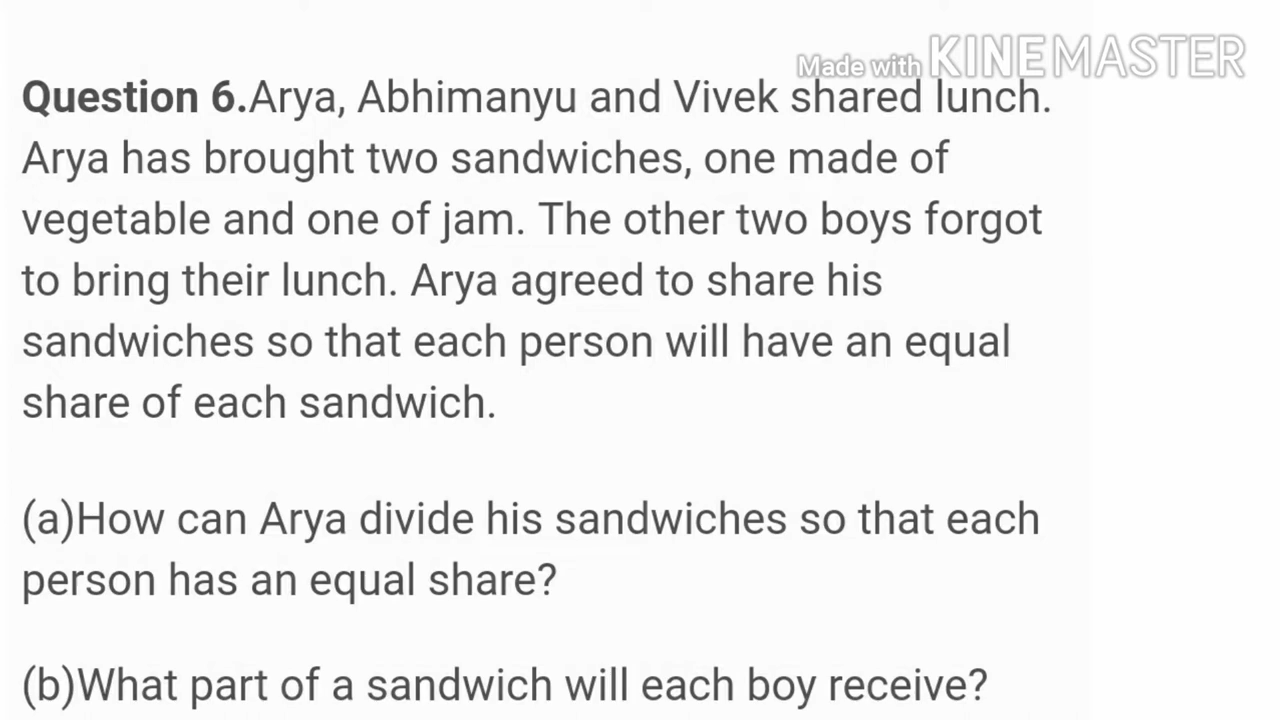 Made with KINEMASTER
Question 6.Arya, Abhimanyu and Vivek shared lunch.
Arya has brought two sandwiches, one made of
vegetable and one of jam. The other two boys forgot
to bring their lunch. Arya agreed to share his
sandwiches so that each person will have an equal
share of each sandwich.
(a)How can Arya divide his sandwiches so that each
person has an equal share?
(b)What part of a sandwich will each boy receive?